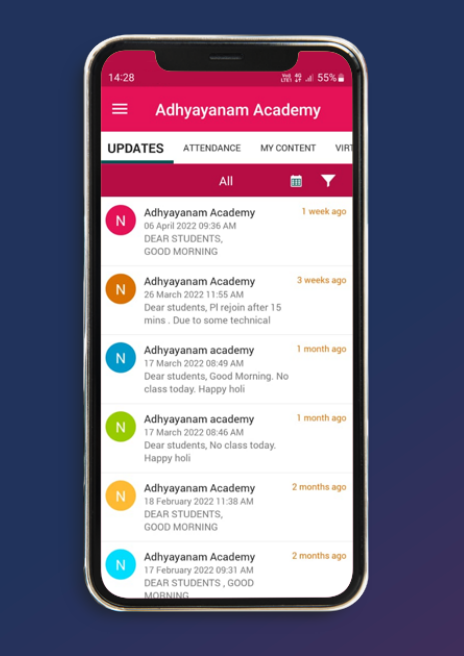 14:28
55%
Adhyayanam Academy
UPDATES ATTENDANCE MY CONTENT VIRT
All
N
Adhyayanam Academy 1 week ago
06 April 2022 09:36 AM
DEAR STUDENTS,
GOOD MORNING
N
Adhyayanam Academy 3 weeks ago
26 March 2022 11:55 AM
Dear students, Pl rejoin after 15
mins . Due to some technical
N
Adhyayanam academy 1 month ago
17 March 2022 08:49 AM
Dear students, Good Morning. No
class today. Happy holi
N
Adhyayanam academy 1 month ago
17 March 2022 08:46 AM
Dear students, No class today.
Happy holi
N
Adhyayanam Academy 2 months ago
18 February 2022 11:38 AM
DEAR STUDENTS,
GOOD MORNING
N
Adhyayanam Academy 2 months ago
17 February 2022 09:31 AM
DEAR STUDENTS , GOOD
MORNING